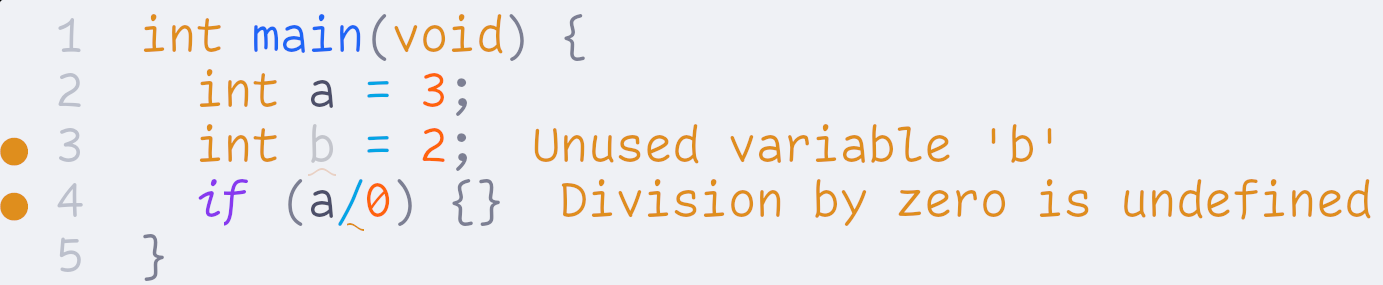 1 int main(void) {
2 int a = 3;
3 int b = 2; Unused variable 'b'
4 if (a/0) {} Division by zero is undefined
5 }